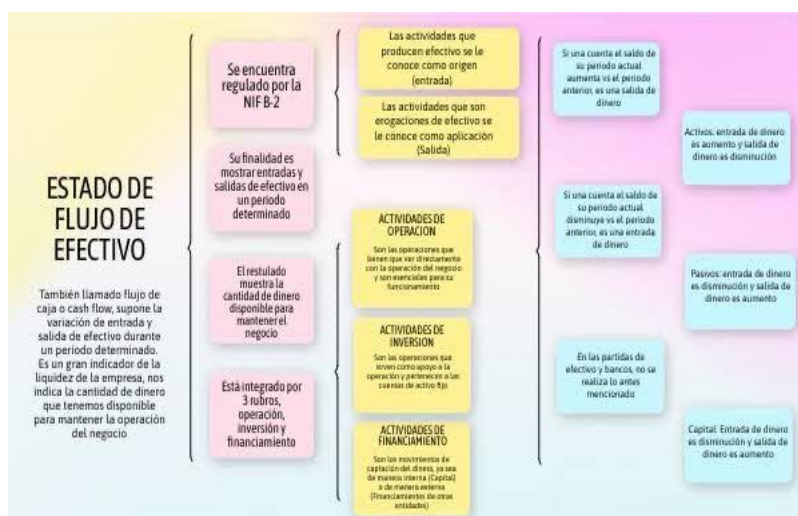 ESTADO DE
FLUJO DE
EFECTIVO
También llamado flujo de
caja o cash flow, supone la
variación de entrada y
salida de efectivo durante
un periodo determinado.
Es un gran indicador de la
liquidez de la empresa, nos
indica la cantidad de dinero
que tenemos disponible
para mantener la operación
del negocio
Se encuentra
regulado por la
NIF B-2
Su finalidad es
mostrar entradas y
salidas de efectivo en
un periodo
determinado
El restulado
muestra la
cantidad de dinero
disponible para
mantener el
negocio
Está integrado por
3 rubros,
operación,
inversión y
financiamiento
Las actividades que
producen efectivo se le
conoce como origen
(entrada)
Las actividades que son
erogaciones de efectivo se
le conoce como aplicación
(Salida)
ACTIVIDADES DE
OPERACION
Son las operaciones que
tienen que ver directamente
con la operación del negocio
y son esenciales para su
funcionamiento
ACTIVIDADES DE
INVERSION
Son las operaciones que
sirven como apoyo a la
operación y pertenecen a las
cuentas de activo fijo
ACTIVIDADES DE
FINANCIAMIENTO
Son los movimientos de
captación del dinero, ya sea
de manera interna (Capital)
o de manera externa
(Financiamientos de otras
entidades)
Si una cuenta el saldo de
su periodo actual
aumenta vs el periodo
anterior, es una salida de
dinero
Si una cuenta el saldo de
su periodo actual
disminuye vs el periodo
anterior, es una entrada
de dinero
En las partidas de
efectivo y bancos, no se
realiza lo antes
mencionado
Activos: entrada de dinero
es aumento y salida de
dinero es disminución
Pasivos: entrada de dinero
es disminución y salida de
dinero es aumento
Capital: Entrada de dinero
es disminución y salida de
dinero es aumento